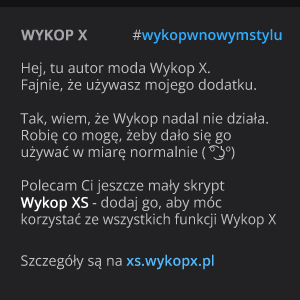 WYKOP X #wykopwnowymstylu
Hej, tu autor moda Wykop X.
Fajnie, że używasz mojego dodatku.
Tak, wiem, że Wykop nadal nie działa.
Robię co mogę, żeby dało się go
używać w miarę normalnie ( ͡° ͜ʖ ͡°)
Polecam Ci jeszcze mały skrypt
Wykop XS - dodaj go, aby móc
korzystać ze wszystkich funkcji Wykop X
Szczegóły są na xs.wykopx.pl